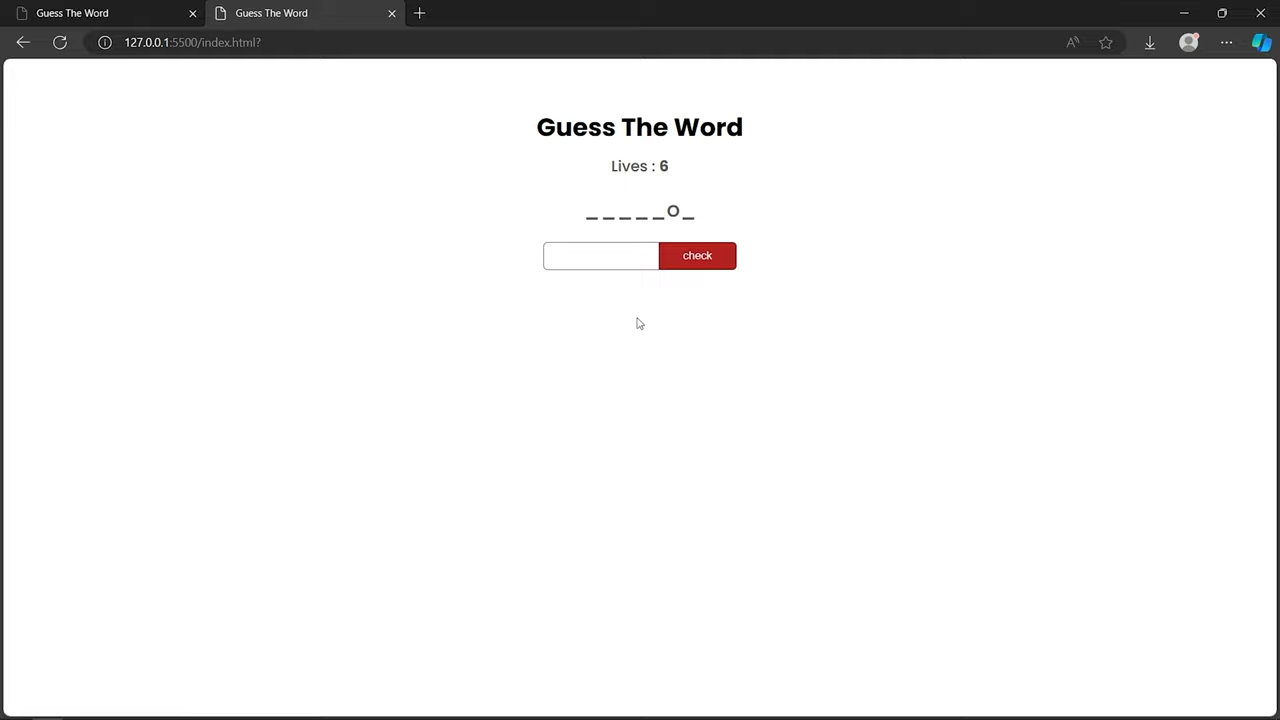 Guess The Word
Guess The Word
127.0.0.1:5500/index.html?
Guess The Word
Lives : 6
_ _ _ _ _ o _
check